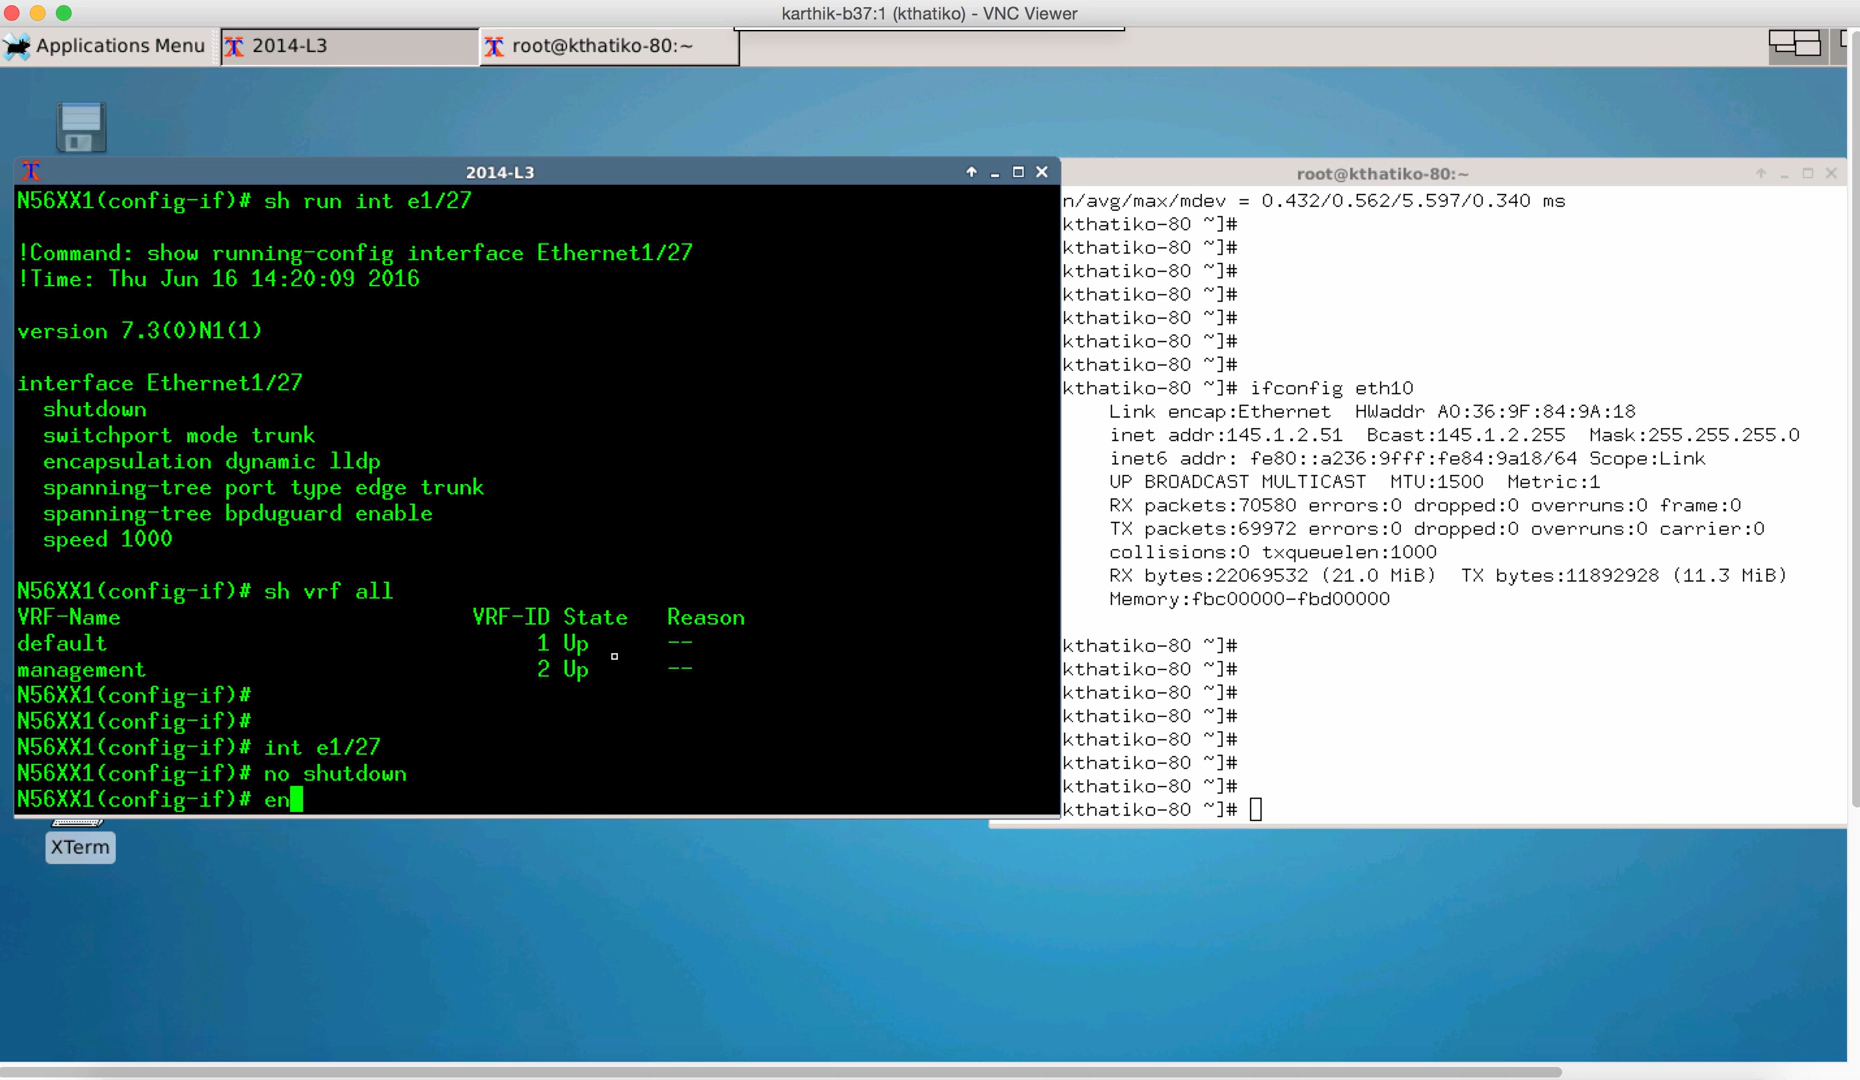 karthik-b37:1 (kthatiko) - VNC Viewer
Applications Menu
2014-L3
root@kthatiko-80:~
2014-L3
N56XX1(config-if)# sh run int e1/27
!Command: show running-config interface Ethernet1/27
!Time: Thu Jun 16 14:20:09 2016
version 7.3(0)N1(1)
interface Ethernet1/27
shutdown
switchport mode trunk
encapsulation dynamic lldp
spanning-tree port type edge trunk
spanning-tree bpduguard enable
speed 1000
N56XX1(config-if)# sh vrf all
VRF-Name VRF-ID State Reason
default 1 Up --
management 2 Up --
N56XX1(config-if)#
N56XX1(config-if)#
N56XX1(config-if)# int e1/27
N56XX1(config-if)# no shutdown
N56XX1(config-if)# en
root@kthatiko-80:~
n/avg/max/mdev = 0.432/0.562/5.597/0.340 ms
kthatiko-80 ~]#
kthatiko-80 ~]#
kthatiko-80 ~]#
kthatiko-80 ~]#
kthatiko-80 ~]#
kthatiko-80 ~]#
kthatiko-80 ~]#
kthatiko-80 ~]# ifconfig eth10
Link encap:Ethernet HWaddr A0:36:9F:84:9A:18
inet addr:145.1.2.51 Bcast:145.1.2.255 Mask:255.255.255.0
inet6 addr: fe80::a236:9fff:fe84:9a18/64 Scope:Link
UP BROADCAST MULTICAST MTU:1500 Metric:1
RX packets:70580 errors:0 dropped:0 overruns:0 frame:0
TX packets:69972 errors:0 dropped:0 overruns:0 carrier:0
collisions:0 txqueuelen:1000
RX bytes:22069532 (21.0 MiB) TX bytes:11892928 (11.3 MiB)
Memory:fbc00000-fbd00000
kthatiko-80 ~]#
kthatiko-80 ~]#
kthatiko-80 ~]#
kthatiko-80 ~]#
kthatiko-80 ~]#
kthatiko-80 ~]#
kthatiko-80 ~]#
kthatiko-80 ~]#
XTerm